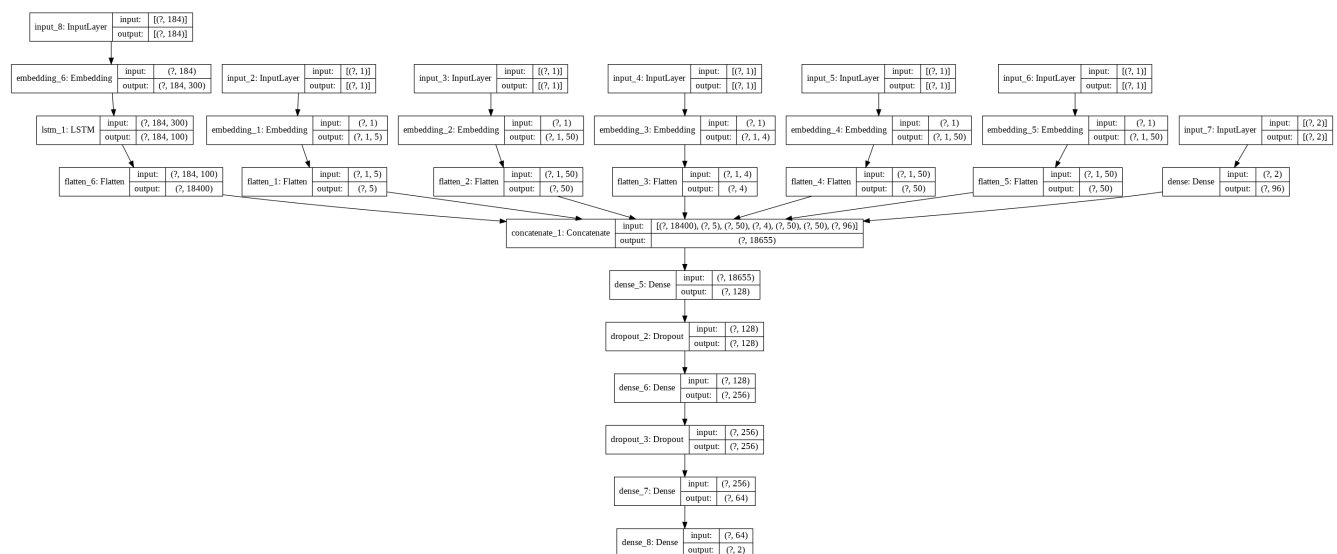 input_8: InputLayer input: [(?, 184)] output: [(?, 184)]
embedding_6: Embedding input: (?, 184) output: (?, 184, 300)
input_2: InputLayer input: [(?, 1)] output: [(?, 1)]
input_3: InputLayer input: [(?, 1)] output: [(?, 1)]
input_4: InputLayer input: [(?, 1)] output: [(?, 1)]
input_5: InputLayer input: [(?, 1)] output: [(?, 1)]
input_6: InputLayer input: [(?, 1)] output: [(?, 1)]
lstm_1: LSTM input: (?, 184, 300) output: (?, 184, 100)
embedding_1: Embedding input: (?, 1) output: (?, 1, 5)
embedding_2: Embedding input: (?, 1) output: (?, 1, 50)
embedding_3: Embedding input: (?, 1) output: (?, 1, 4)
embedding_4: Embedding input: (?, 1) output: (?, 1, 50)
embedding_5: Embedding input: (?, 1) output: (?, 1, 50)
input_7: InputLayer input: [(?, 2)] output: [(?, 2)]
flatten_6: Flatten input: (?, 184, 100) output: (?, 18400)
flatten_1: Flatten input: (?, 1, 5) output: (?, 5)
flatten_2: Flatten input: (?, 1, 50) output: (?, 50)
flatten_3: Flatten input: (?, 1, 4) output: (?, 4)
flatten_4: Flatten input: (?, 1, 50) output: (?, 50)
flatten_5: Flatten input: (?, 1, 50) output: (?, 50)
dense: Dense input: (?, 2) output: (?, 96)
concatenate_1: Concatenate input: [(?, 18400), (?, 5), (?, 50), (?, 4), (?, 50), (?, 50), (?, 96)] output: (?, 18655)
dense_5: Dense input: (?, 18655) output: (?, 128)
dropout_2: Dropout input: (?, 128) output: (?, 128)
dense_6: Dense input: (?, 128) output: (?, 256)
dropout_3: Dropout input: (?, 256) output: (?, 256)
dense_7: Dense input: (?, 256) output: (?, 64)
dense_8: Dense input: (?, 64) output: (?, 2)